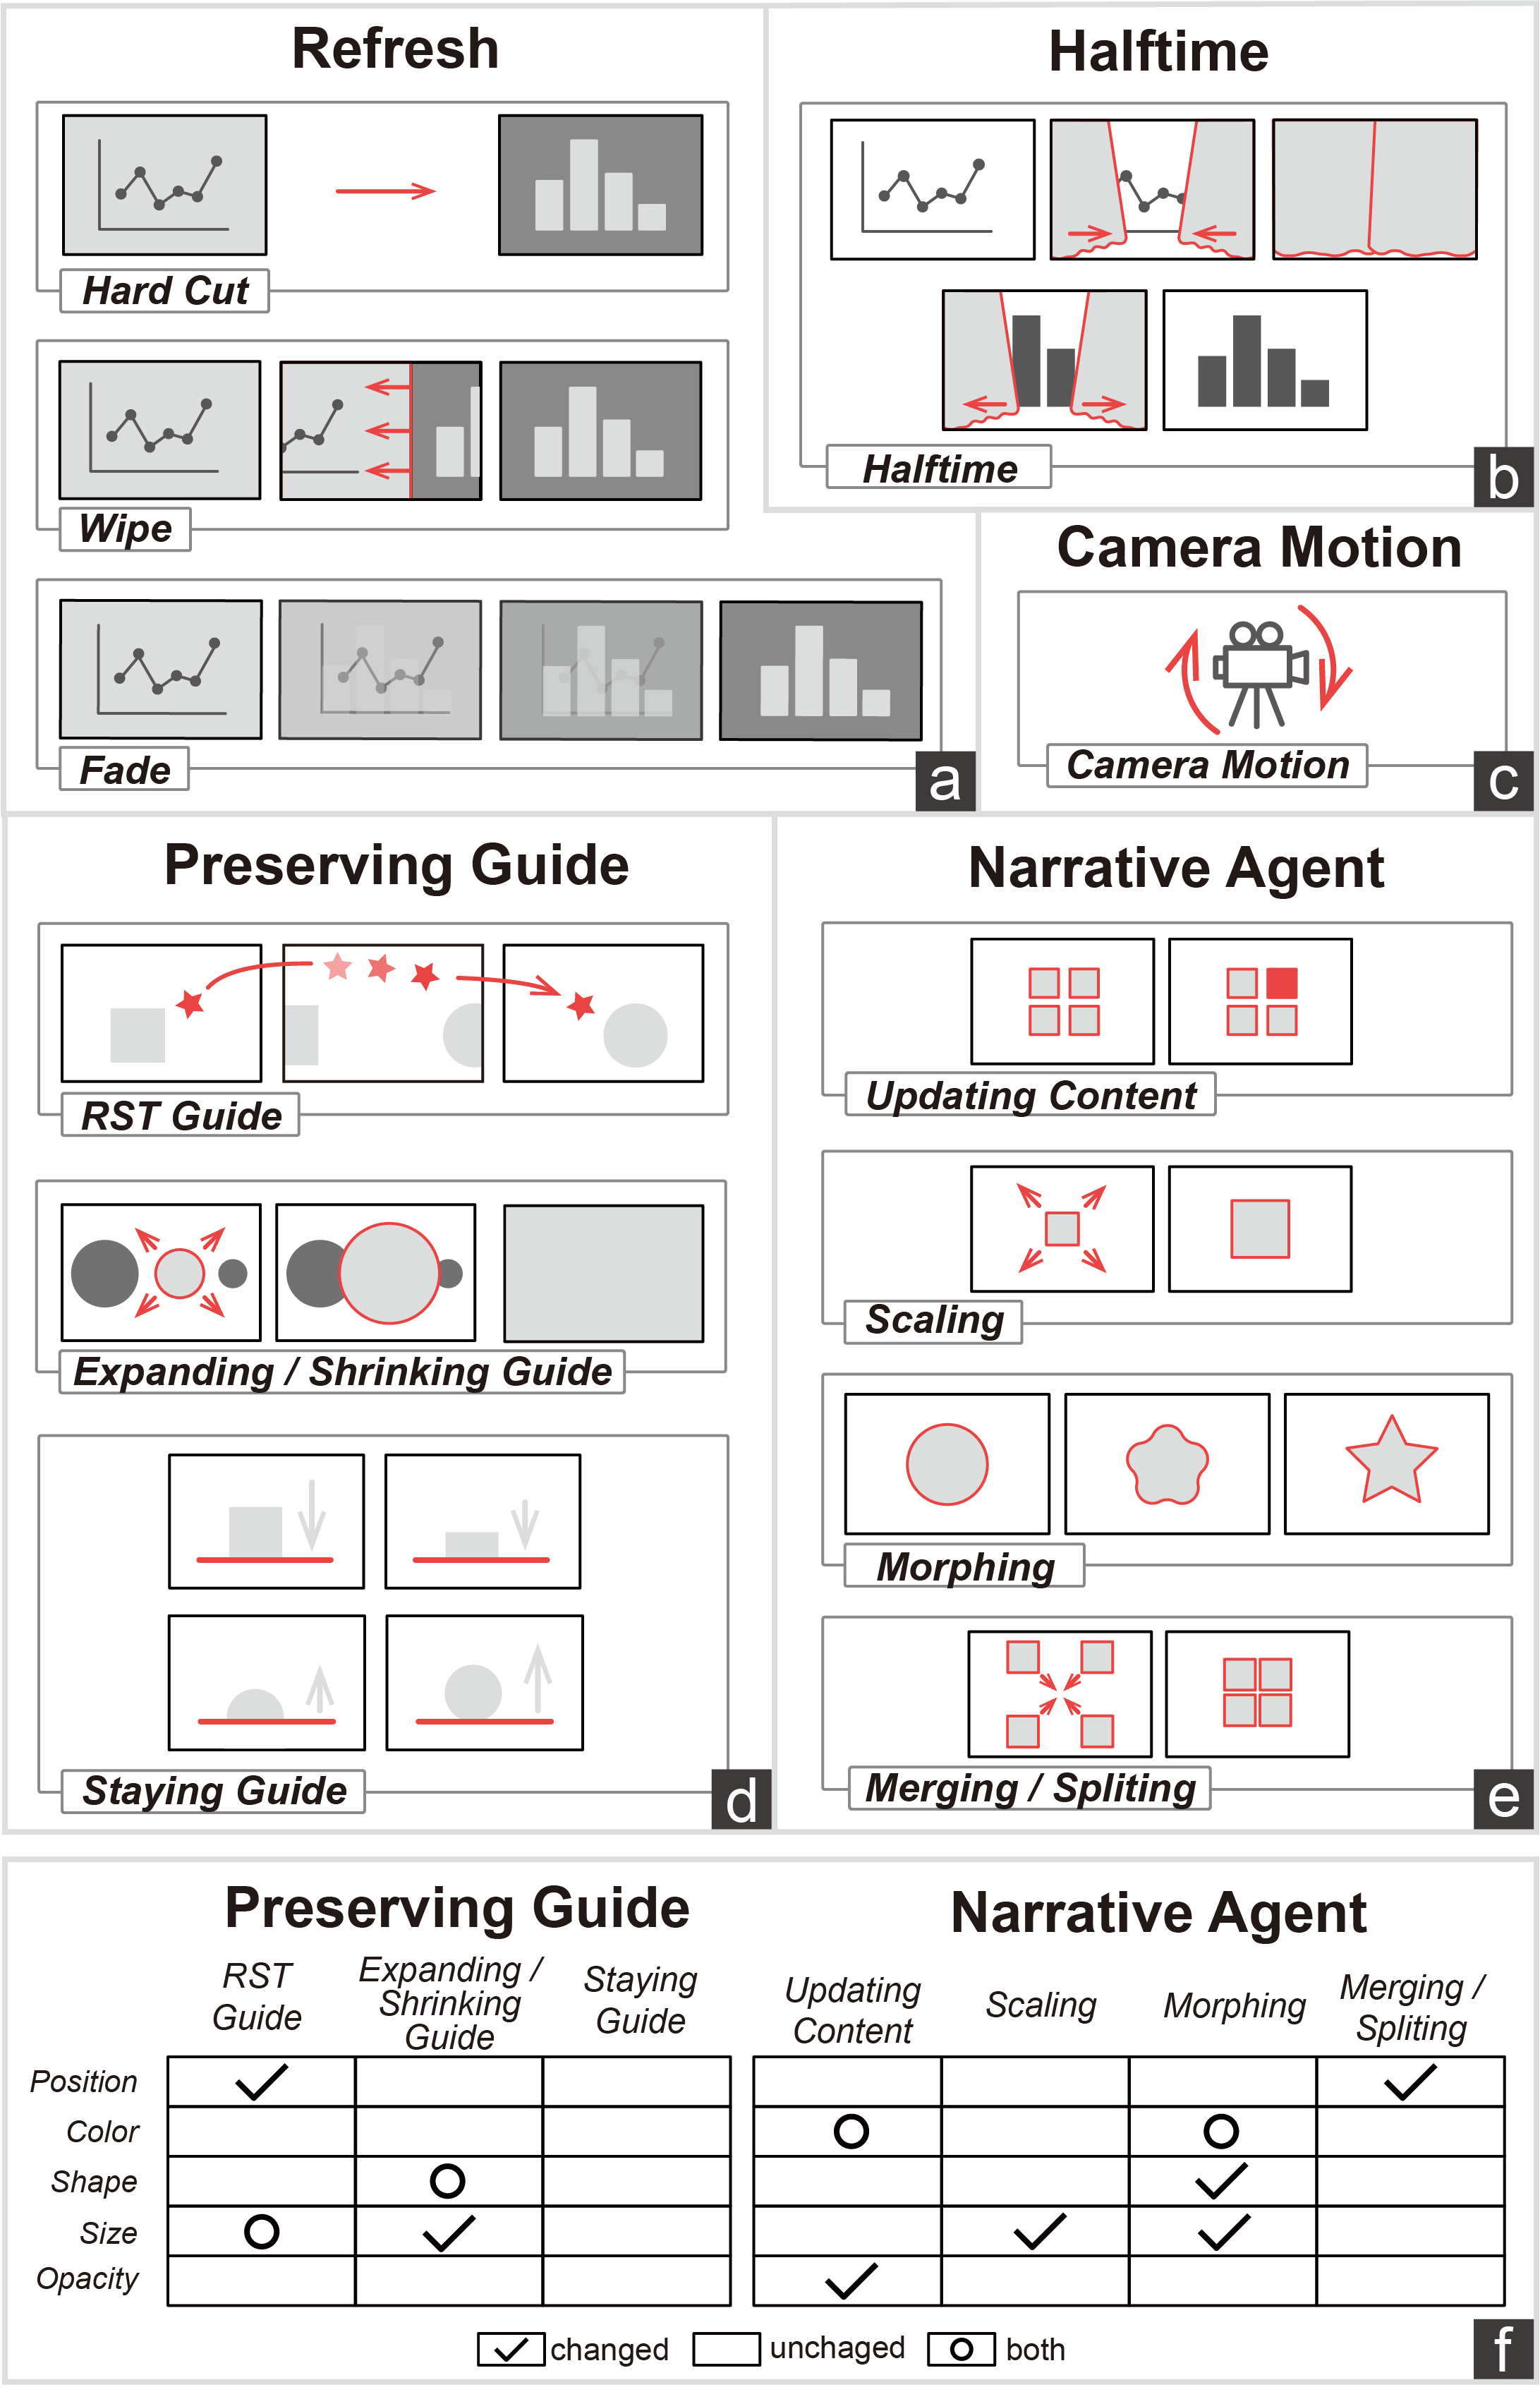 Refresh
Hard Cut
Wipe
Fade
a
Halftime
Halftime
b
Camera Motion
Camera Motion
c
Preserving Guide
RST Guide
Expanding / Shrinking Guide
Staying Guide
d
Narrative Agent
Updating Content
Scaling
Morphing
Merging / Spliting
e
Preserving Guide
Narrative Agent
RST
Guide
Expanding /
Shrinking
Guide
Staying
Guide
Updating
Content
Scaling
Morphing
Merging /
Spliting
Position
Color
Shape
Size
Opacity
changed
unchaged
both
f